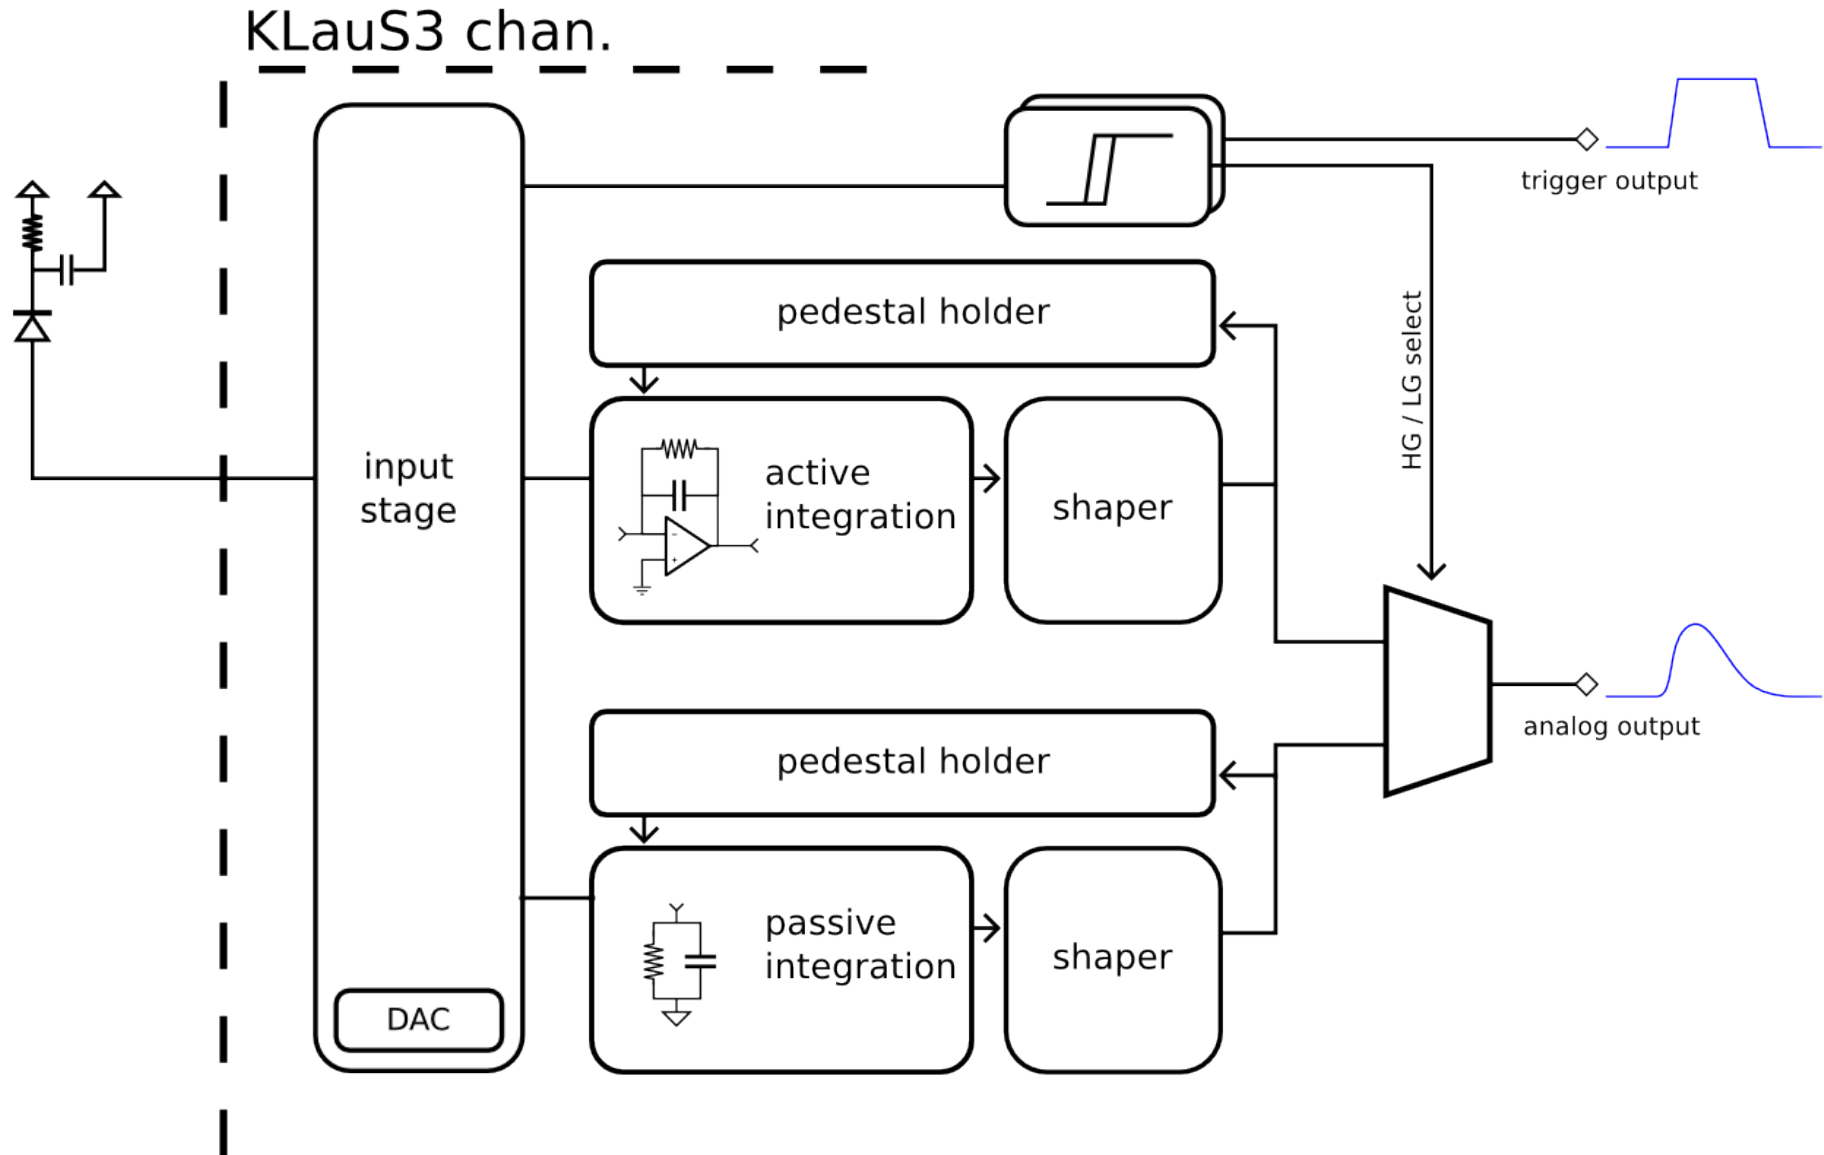 KLauS3 chan.
trigger output
pedestal holder
HG / LG select
input
stage
active
integration
shaper
analog output
pedestal holder
passive
integration
shaper
DAC